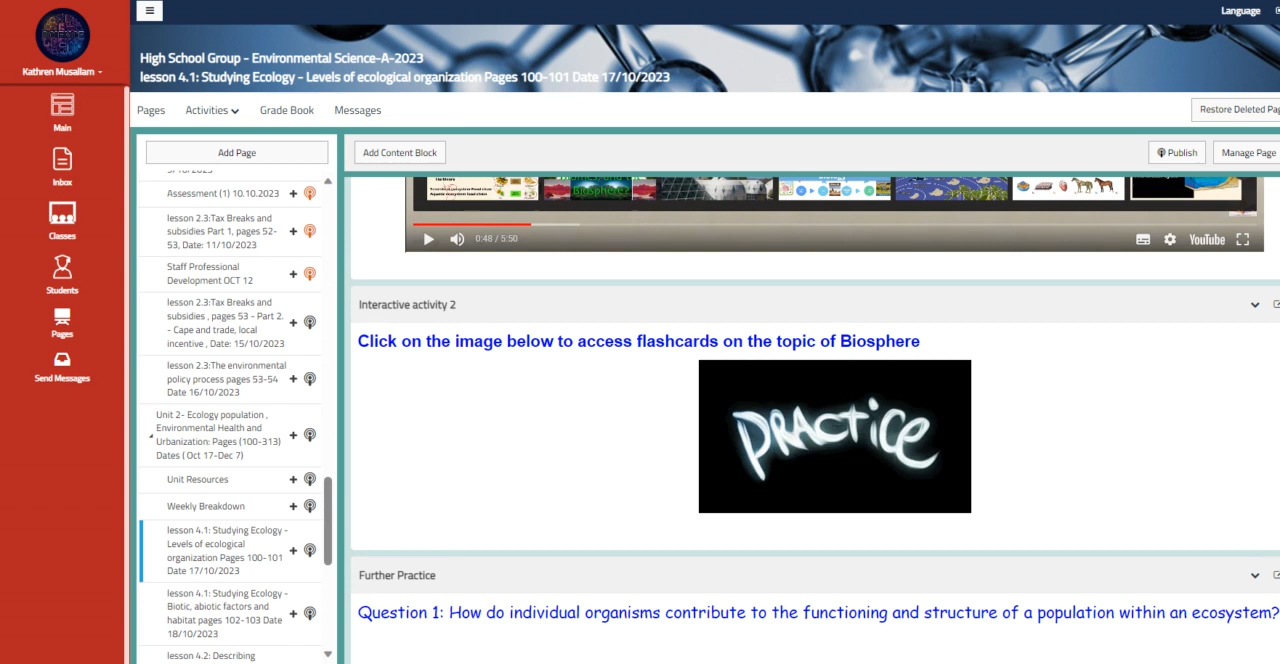 Language
Kathren Musallam
High School Group - Environmental Science-A-2023
lesson 4.1: Studying Ecology - Levels of ecological organization Pages 100-101 Date 17/10/2023
Main
Inbox
Classes
Students
Pages
Send Messages
Pages
Activities
Grade Book
Messages
Restore Deleted Pag
Add Page
Add Content Block
Publish
Manage Page
Assessment (1) 10.10.2023
lesson 2.3:Tax Breaks and
subsidies Part 1, pages 52-
53, Date: 11/10/2023
Staff Professional
Development OCT 12
lesson 2.3:Tax Breaks and
subsidies , pages 53 - Part 2.
- Cape and trade, local
incentive , Date: 15/10/2023
lesson 2.3:The environmental
policy process pages 53-54
Date 16/10/2023
Unit 2- Ecology population ,
Environmental Health and
Urbanization: Pages (100-313)
Dates ( Oct 17-Dec 7)
Unit Resources
Weekly Breakdown
lesson 4.1: Studying Ecology -
Levels of ecological
organization Pages 100-101
Date 17/10/2023
lesson 4.1: Studying Ecology -
Biotic, abiotic factors and
habitat pages 102-103 Date
18/10/2023
lesson 4.2: Describing
Biosphere
0:48 / 5:50
YouTube
Interactive activity 2
Click on the image below to access flashcards on the topic of Biosphere
PRACTICE
Further Practice
Question 1: How do individual organisms contribute to the functioning and structure of a population within an ecosystem?